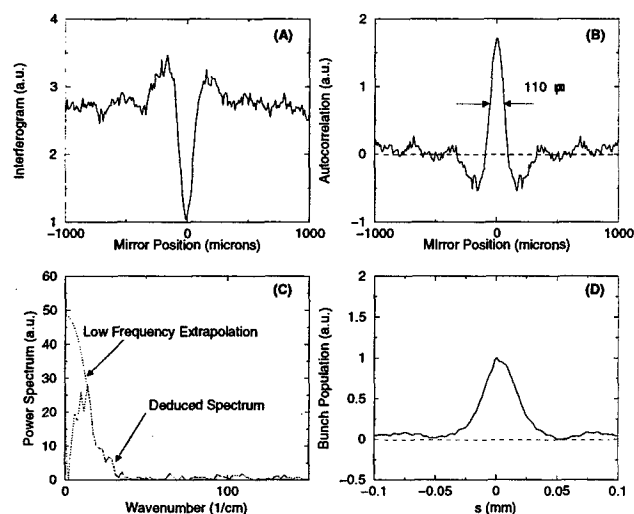 (A)
Interferogram (a.u.)
4
3
2
1
-1000 0 1000
Mirror Position (microns)
(B)
Autocorrelation (a.u.)
2
1
0
-1
110 μm
-1000 0 1000
Mirror Position (microns)
(C)
Power Spectrum (a.u.)
60
50
40
30
20
10
0
Low Frequency Extrapolation
Deduced Spectrum
0 100
Wavenumber (1/cm)
(D)
Bunch Population (a.u.)
2
1.5
1
0.5
0
-0.5
-0.1 -0.05 0 0.05 0.1
s (mm)